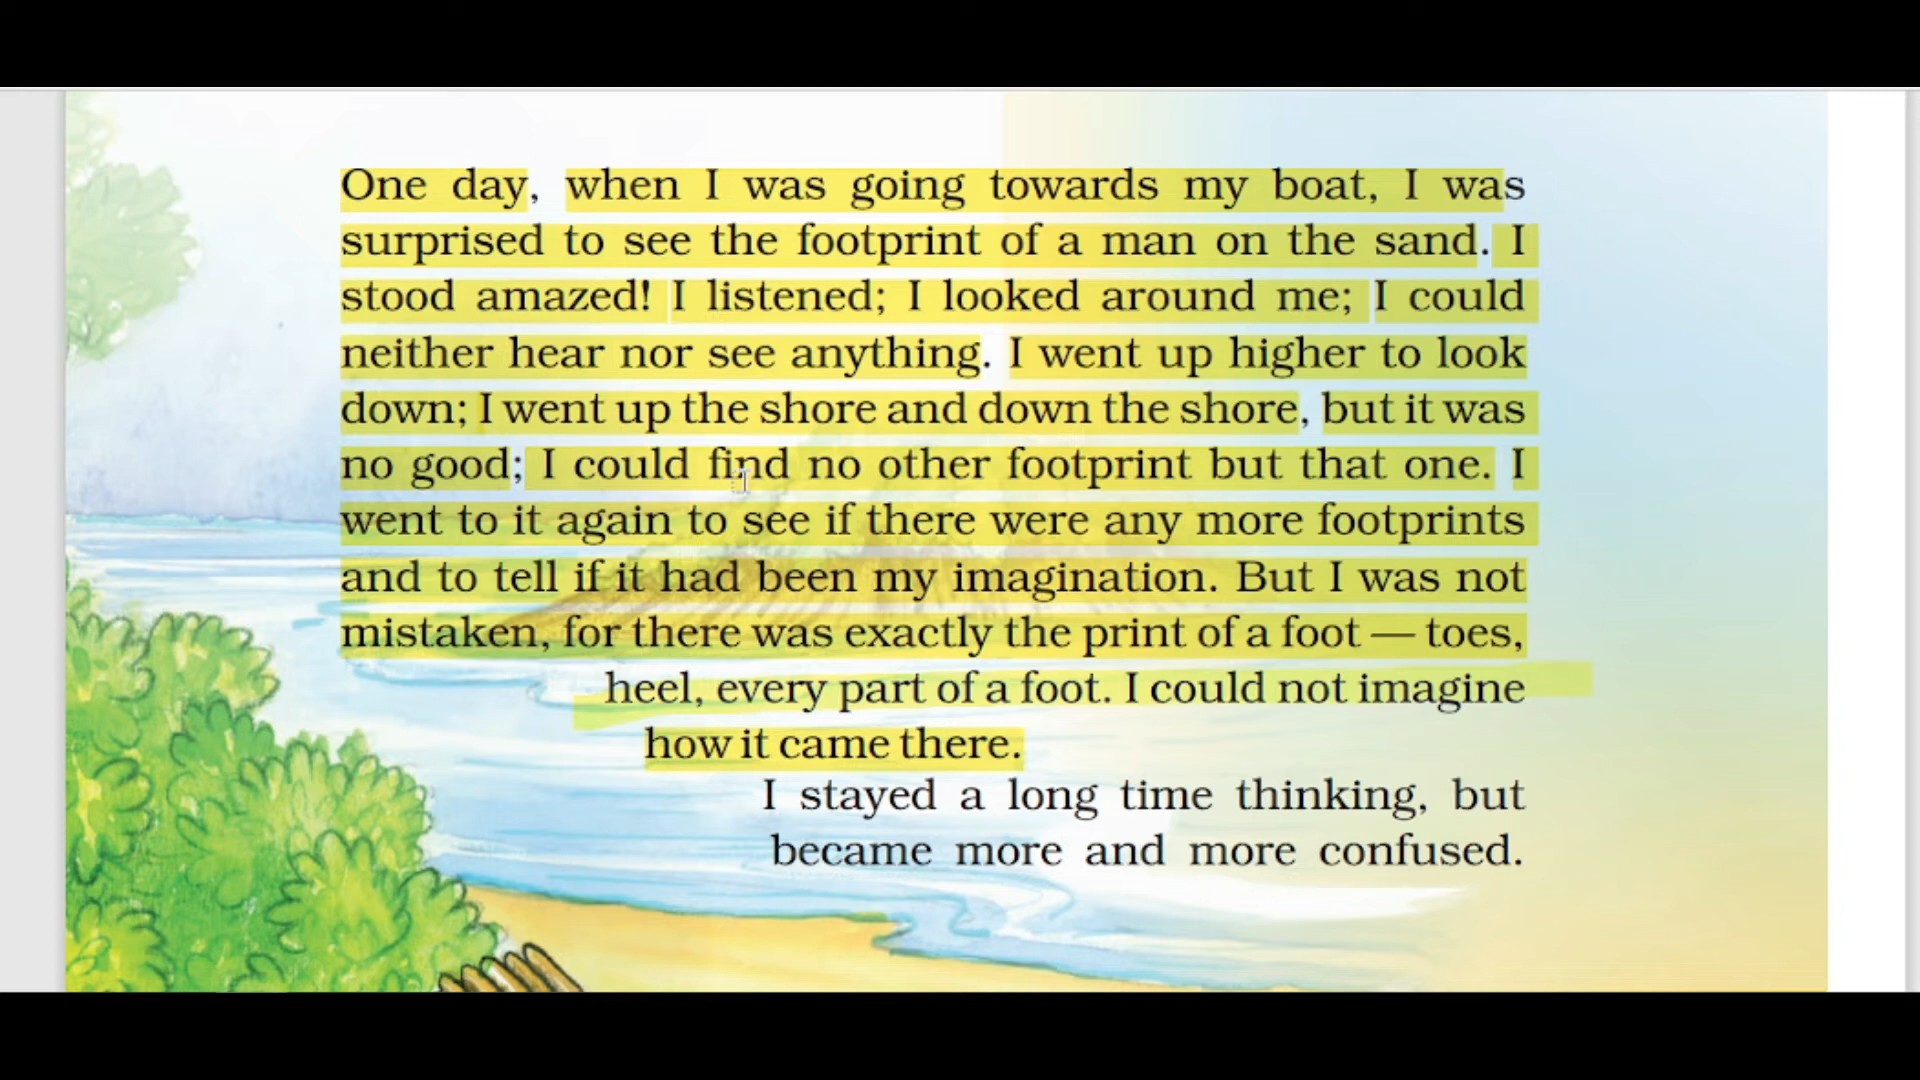 One day, when I was going towards my boat, I was
surprised to see the footprint of a man on the sand. I
stood amazed! I listened; I looked around me; I could
neither hear nor see anything. I went up higher to look
down; I went up the shore and down the shore, but it was
no good; I could find no other footprint but that one. I
went to it again to see if there were any more footprints
and to tell if it had been my imagination. But I was not
mistaken, for there was exactly the print of a foot — toes,
heel, every part of a foot. I could not imagine
how it came there.
I stayed a long time thinking, but
became more and more confused.